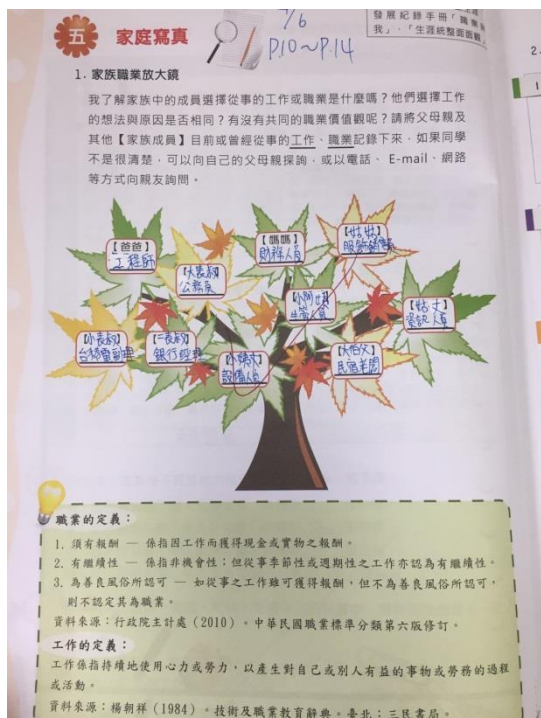 五 家庭寫真
P.10~P.14
發展紀錄手冊「職業
我」、「生涯統整面面觀」
1. 家族職業放大鏡
我了解家族中的成員選擇從事的工作或職業是什麼嗎？他們選擇工作
的想法與原因是否相同？有沒有共同的職業價值觀呢？請將父母親及
其他【家族成員】目前或曾經從事的工作、職業記錄下來，如果同學
不是很清楚，可以向自己的父母親探詢，或以電話、E-mail、網路
等方式向親友詢問。
【爸爸】
工程師
【大表叔】
公務員
【媽媽】
財務人員
【姑姑】
服飾銷售
【小表叔】
台積電副理
【二表叔】
銀行經理
設備人員
【姑丈】
資訊人員
【大伯父】
民宿老闆
職業的定義：
1. 須有報酬 — 係指因工作而獲得現金或實物之報酬。
2. 有繼續性 — 係指非機會性；但從事季節性或週期性之工作亦認為有繼續性。
3. 為善良風俗所認可 — 如從事之工作雖可獲得報酬，但不為善良風俗所認可，
則不認定其為職業。
資料來源：行政院主計處（2010）。中華民國職業標準分類第六版修訂。
工作的定義：
工作係指持續地使用心力或勞力，以產生對自己或別人有益的事物或勞務的過程
或活動。
資料來源：楊朝祥（1984）。技術及職業教育辭典。臺北：三民書局。
2.
1